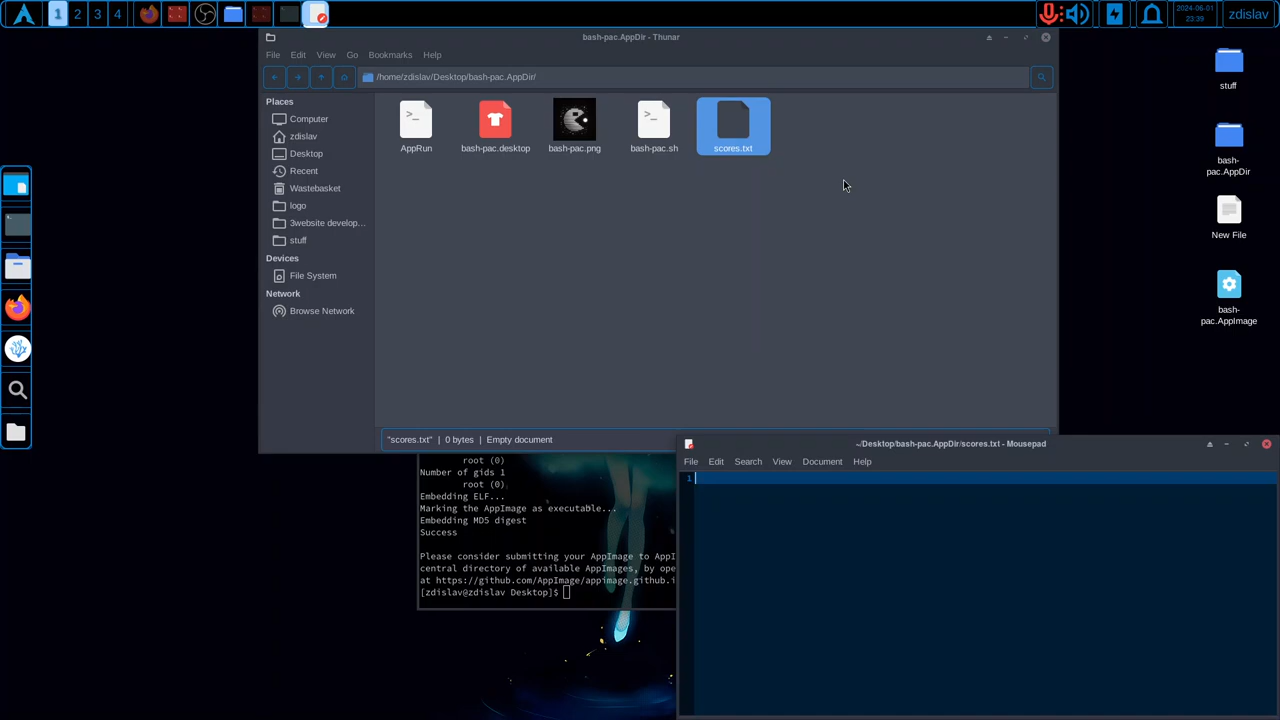 1 2 3 4
2024-06-01
23:39
zdislav
bash-pac.AppDir - Thunar
File Edit View Go Bookmarks Help
/home/zdislav/Desktop/bash-pac.AppDir/
Places
Computer
zdislav
Desktop
Recent
Wastebasket
logo
3website develop...
stuff
Devices
File System
Network
Browse Network
AppRun
bash-pac.desktop
bash-pac.png
bash-pac.sh
scores.txt
"scores.txt" | 0 bytes | Empty document
stuff
bash-
pac.AppDir
New File
bash-
pac.AppImage
root (0)
Number of gids 1
root (0)
Embedding ELF...
Marking the AppImage as executable...
Embedding MD5 digest
Success
Please consider submitting your AppImage to AppI
central directory of available AppImages, by ope
at https://github.com/AppImage/appimage.github.i
[zdislav@zdislav Desktop]$
~/Desktop/bash-pac.AppDir/scores.txt - Mousepad
File Edit Search View Document Help
1